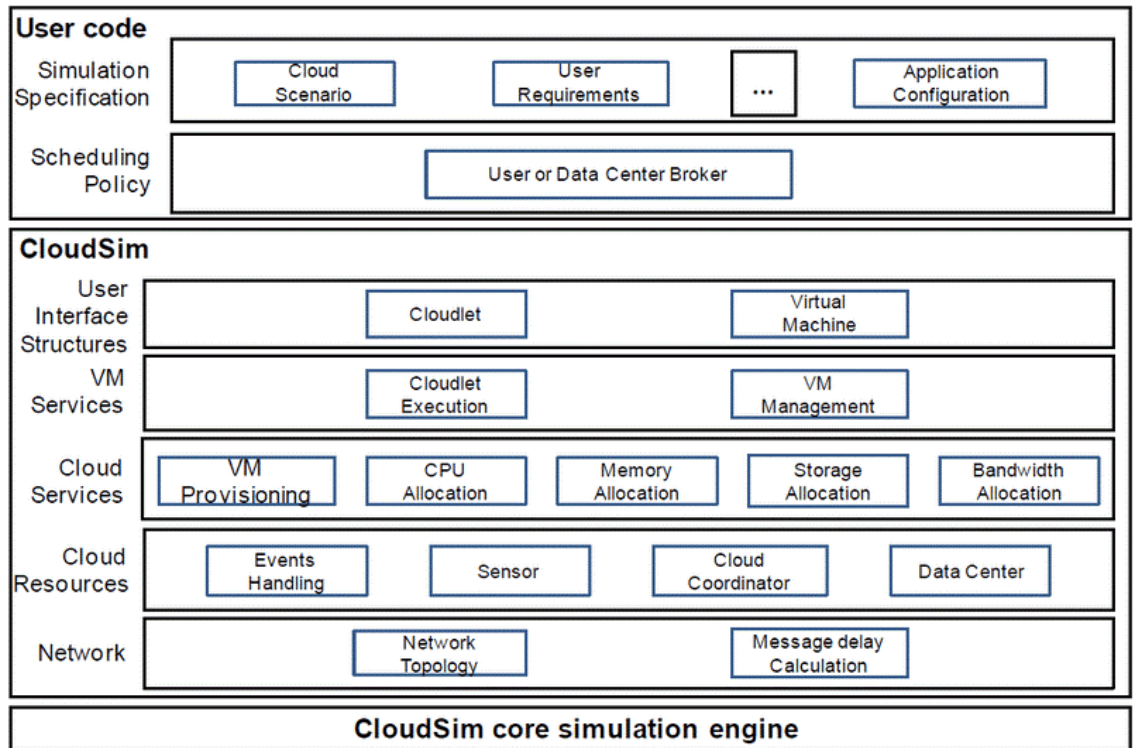 User code
Simulation
Specification
Cloud
Scenario
User
Requirements
...
Application
Configuration
Scheduling
Policy
User or Data Center Broker
CloudSim
User
Interface
Structures
Cloudlet
Virtual
Machine
VM
Services
Cloudlet
Execution
VM
Management
Cloud
Services
VM
Provisioning
CPU
Allocation
Memory
Allocation
Storage
Allocation
Bandwidth
Allocation
Cloud
Resources
Events
Handling
Sensor
Cloud
Coordinator
Data Center
Network
Network
Topology
Message delay
Calculation
CloudSim core simulation engine